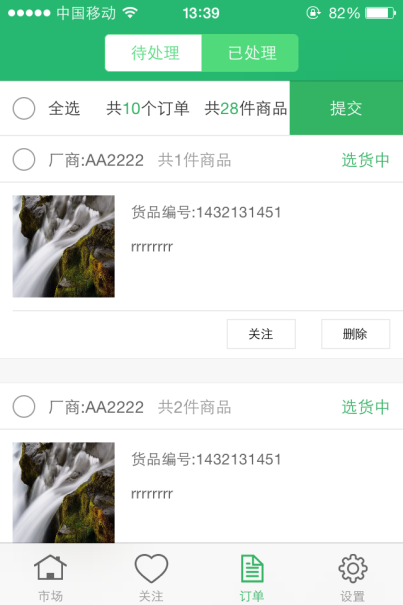 中国移动 13:39 82%
待处理 已处理
全选 共10个订单 共28件商品 提交
厂商:AA2222 共1件商品 选货中
货品编号:1432131451
rrrrrrrr
关注 删除
厂商:AA2222 共2件商品 选货中
货品编号:1432131451
rrrrrrrr
市场 关注 订单 设置